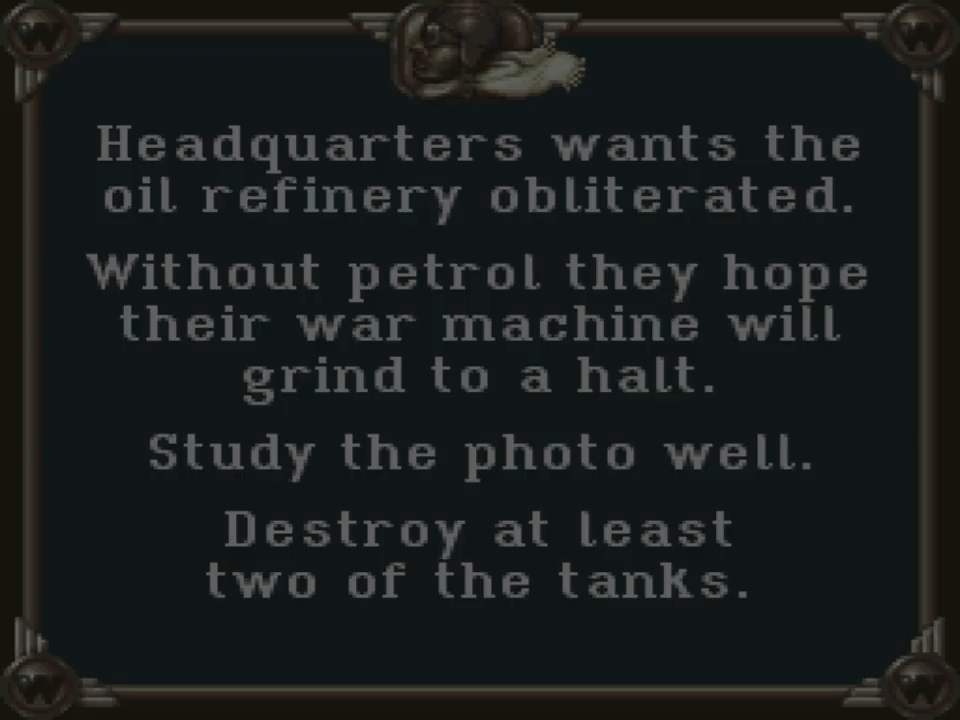 W
W
Headquarters wants the
oil refinery obliterated.
Without petrol they hope
their war machine will
grind to a halt.
Study the photo well.
Destroy at least
two of the tanks.
W
W